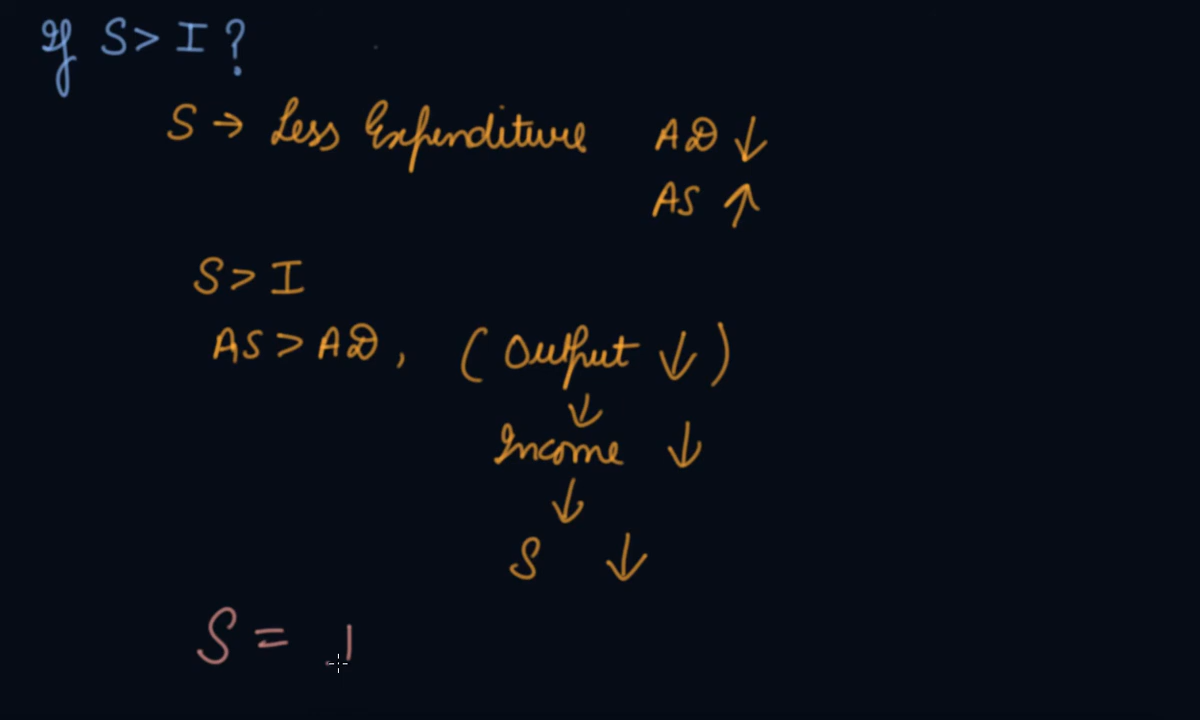 If S > I ?
S → Less Expenditure AD ↓
AS ↑
S > I
AS > AD, (Output ↓)
↓
Income ↓
↓
S ↓
S =